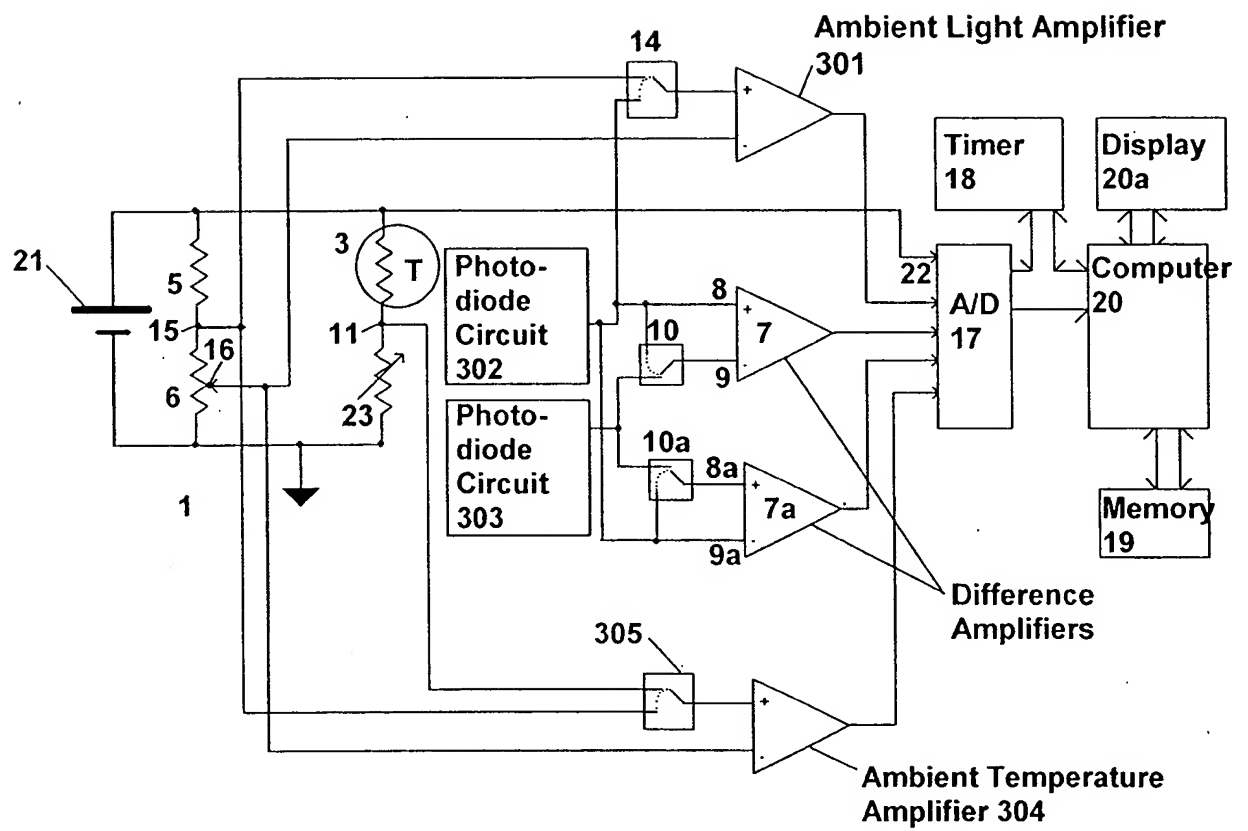 Ambient Light Amplifier
301
14
+
-
Timer
18
Display
20a
21
3
T
5
15
16
6
11
23
Photo-
diode
Circuit
302
8
10
+
7
-
9
22
A/D
17
Computer
20
Photo-
diode
Circuit
303
10a
8a
+
7a
-
9a
1
Memory
19
Difference
Amplifiers
305
+
-
Ambient Temperature
Amplifier 304